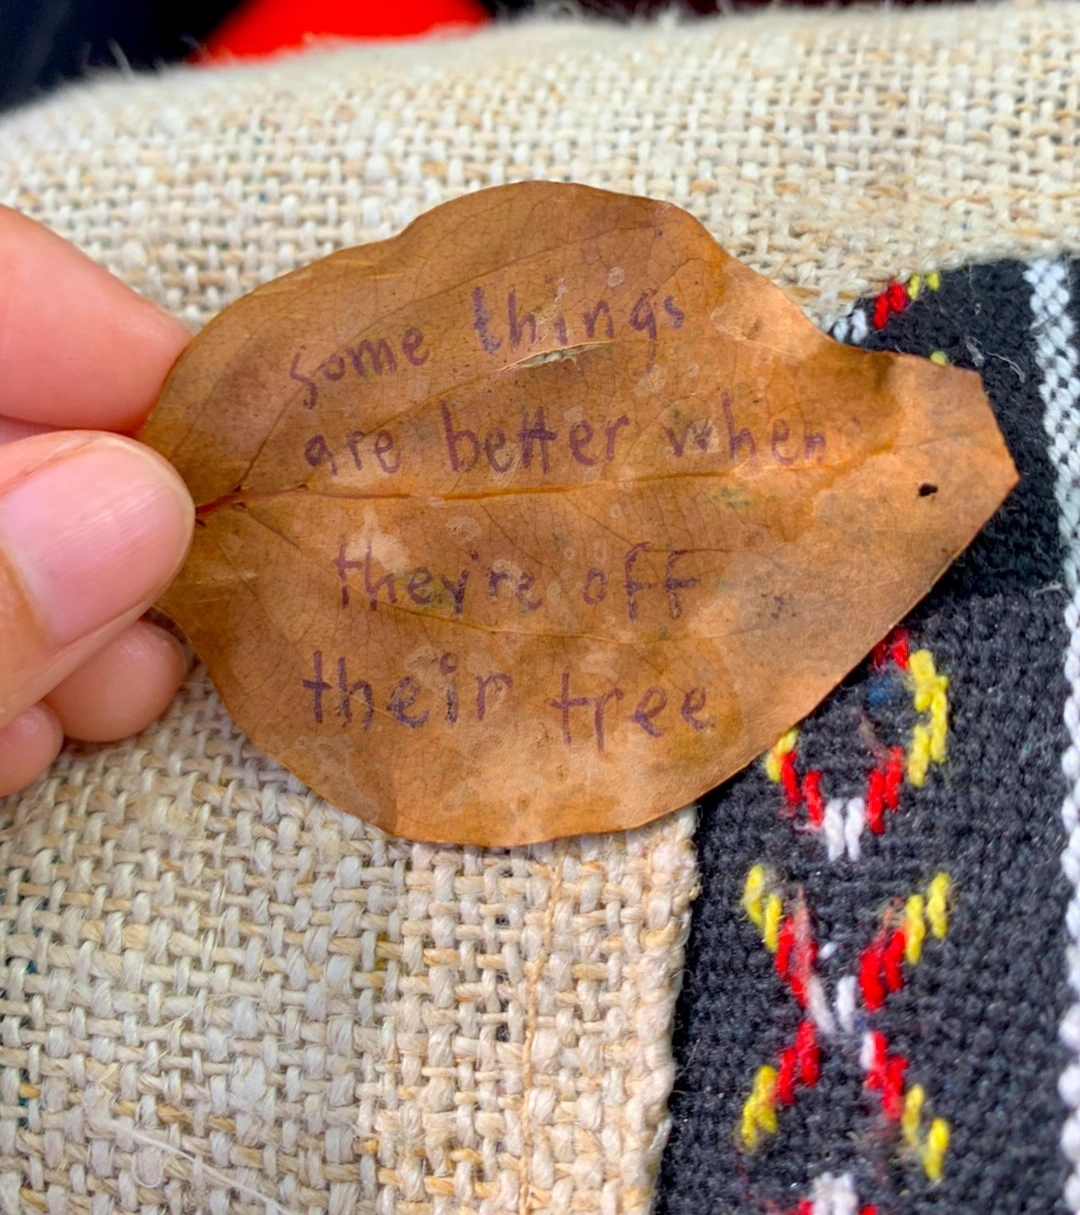 some things
are better when
they're off
their tree